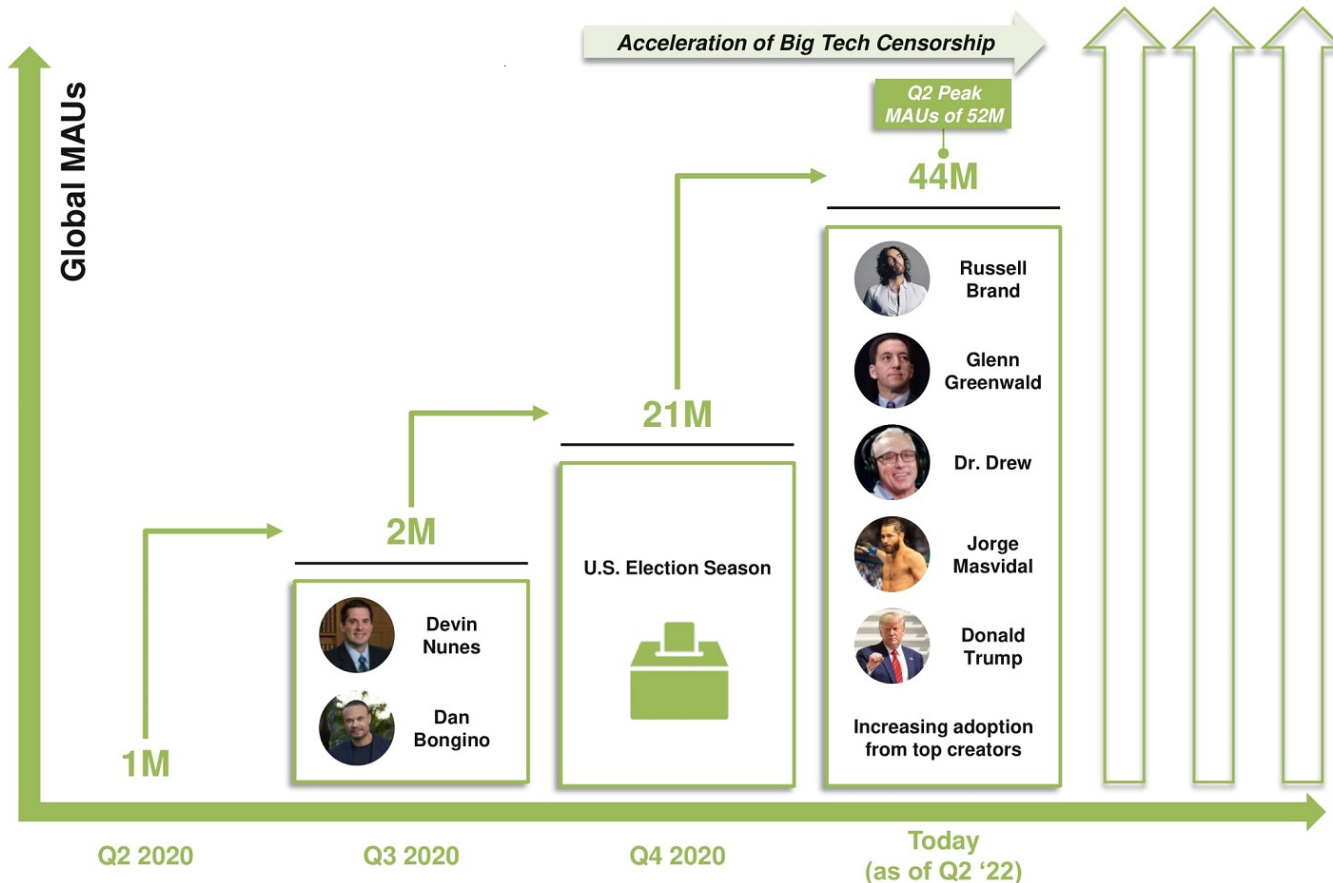 Acceleration of Big Tech Censorship
Global MAUs
Q2 Peak
MAUs of 52M
44M
Russell
Brand
Glenn
Greenwald
Dr. Drew
Jorge
Masvidal
Donald
Trump
Increasing adoption
from top creators
21M
U.S. Election Season
2M
Devin
Nunes
Dan
Bongino
1M
Q2 2020
Q3 2020
Q4 2020
Today
(as of Q2 ‘22)